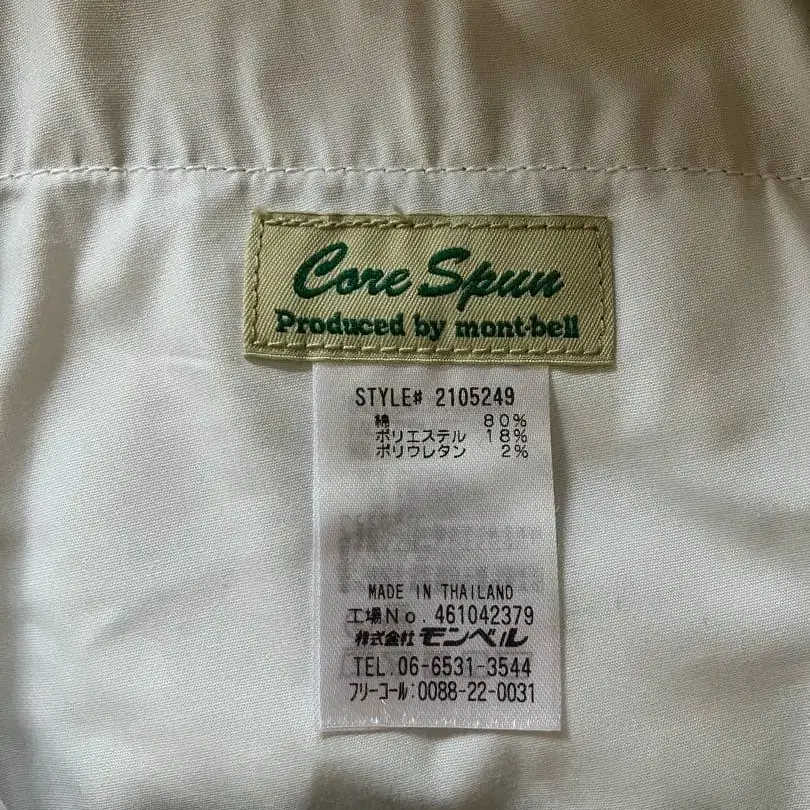 Core Spun
Produced by mont-bell
STYLE# 2105249
綿 80%
ポリエステル 18%
ポリウレタン 2%
MADE IN THAILAND
工場No. 461042379
株式会社 モンベル
TEL. 06-6531-3544
フリーコール:0088-22-0031